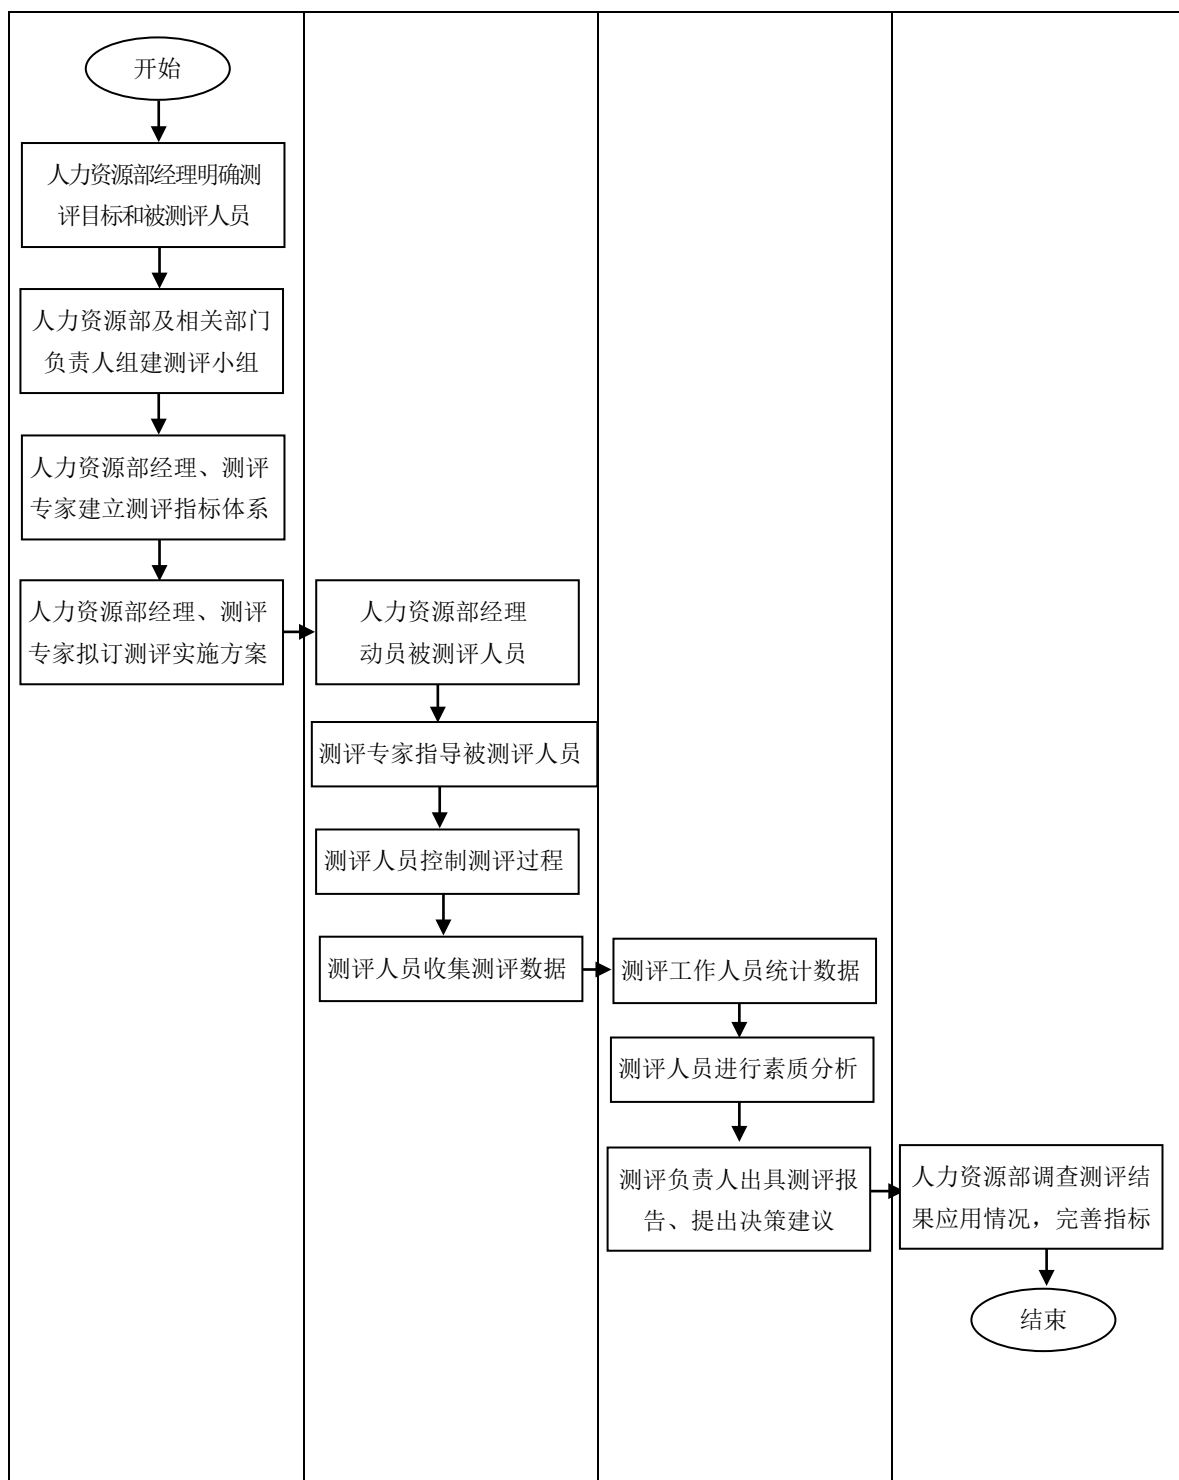 开始
人力资源部经理明确测
评目标和被测评人员
人力资源部及相关部门
负责人组建测评小组
人力资源部经理、测评
专家建立测评指标体系
人力资源部经理、测评
专家拟订测评实施方案
人力资源部经理
动员被测评人员
测评专家指导被测评人员
测评人员控制测评过程
测评人员收集测评数据
测评工作人员统计数据
测评人员进行素质分析
测评负责人出具测评报
告、提出决策建议
人力资源部调查测评结
果应用情况，完善指标
结束